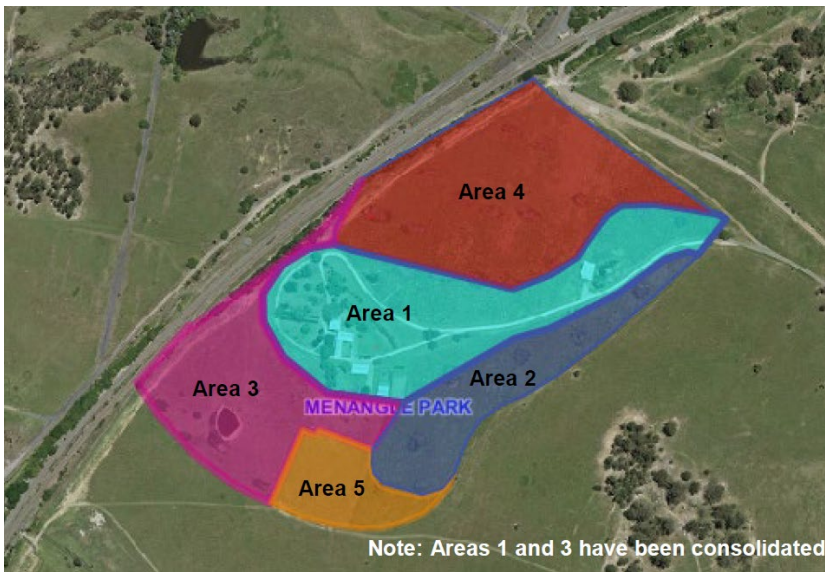 Area 4
Area 1
Area 2
Area 3
MENANGLE PARK
Area 5
Note: Areas 1 and 3 have been consolidated